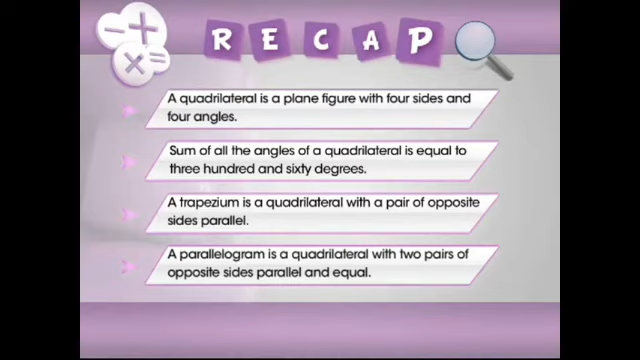 RECAP
A quadrilateral is a plane figure with four sides and
four angles.
Sum of all the angles of a quadrilateral is equal to
three hundred and sixty degrees.
A trapezium is a quadrilateral with a pair of opposite
sides parallel.
A parallelogram is a quadrilateral with two pairs of
opposite sides parallel and equal.